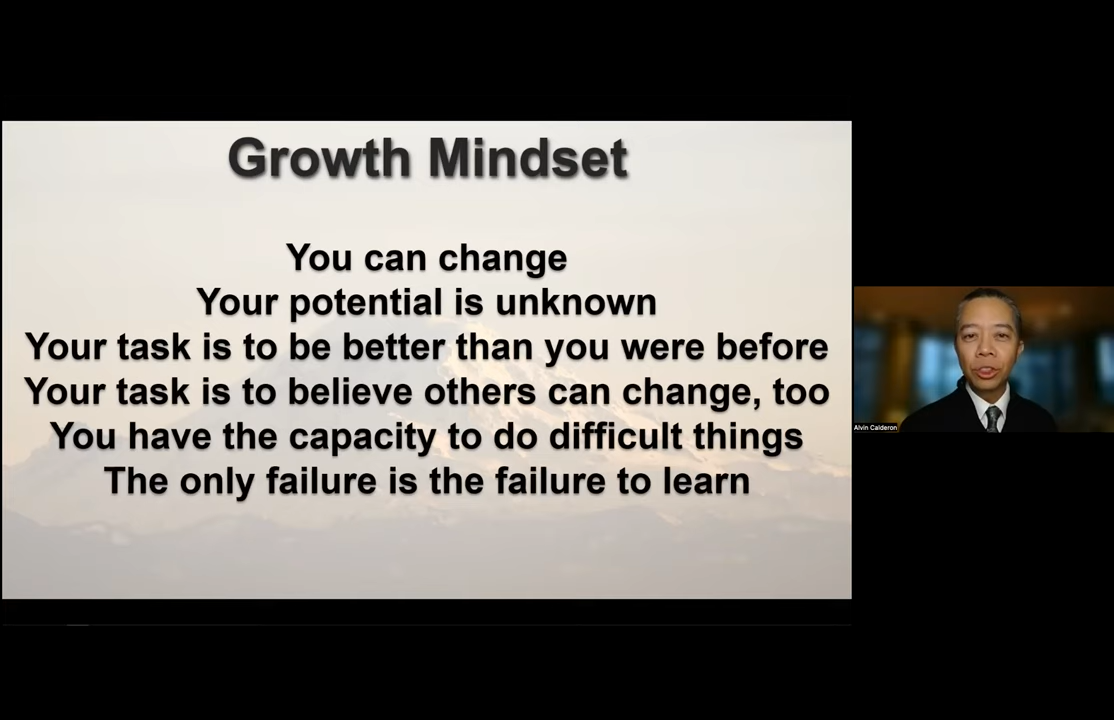 Growth Mindset
You can change
Your potential is unknown
Your task is to be better than you were before
Your task is to believe others can change, too
You have the capacity to do difficult things
The only failure is the failure to learn
Alvin Calderon